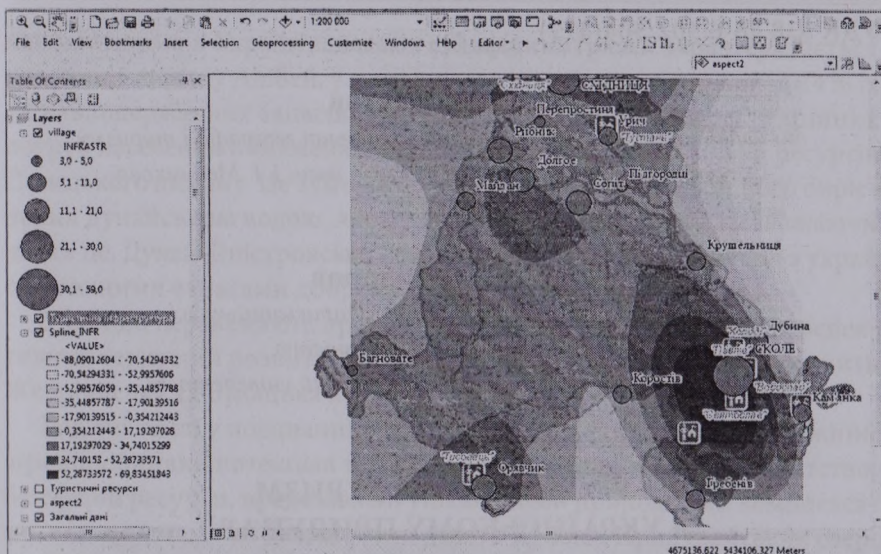 1:200 000
File Edit View Bookmarks Insert Selection Geoprocessing Customize Windows Help Editor
aspect2
Table Of Contents
Layers
village
INFRASTR
3,0 - 5,0
5,1 - 11,0
11,1 - 21,0
21,1 - 30,0
30,1 - 59,0
Spline_INFR
<VALUE>
-88,09012604 - -70,54294332
-70,54294331 - -52,9957606
-52,99576059 - -35,44857788
-35,44857787 - -17,90139516
-17,90139515 - -0,354212443
-0,354212443 - 17,19297028
17,19297029 - 34,74015299
34,740153 - 52,28733571
52,28733572 - 69,83451843
Туристичні ресурси
aspect2
Загальні дані
СХІДНИЦЯ
Перепростиня
Урич
Рибнів
Долгоє
Підгородці
Майдан
Сопіт
Крушельниця
Дубина
СКОЛЕ
Багновате
Коростів
Кам'янка
"Святослав"
Орявчик
Гребенів
4675136,622 5434106,327 Meters